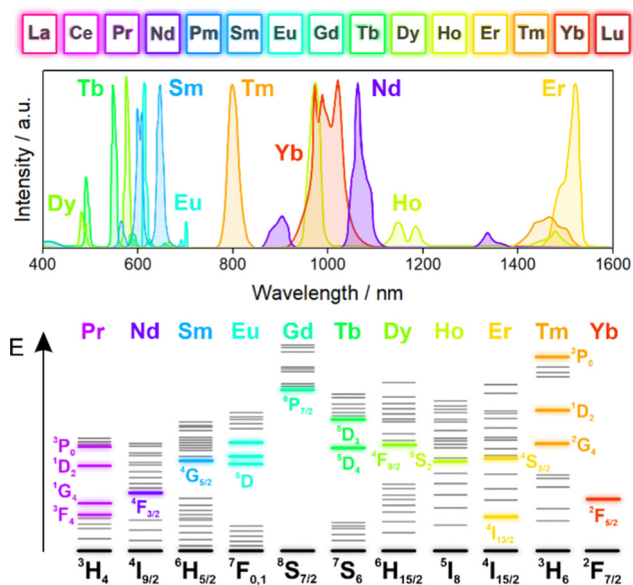 La Ce Pr Nd Pm Sm Eu Gd Tb Dy Ho Er Tm Yb Lu
Intensity / a.u.
Tb Sm Tm Nd Er
Yb
Dy Eu Ho
400 600 800 1000 1200 1400 1600
Wavelength / nm
E
Pr Nd Sm Eu Gd Tb Dy Ho Er Tm Yb
³P₀
⁸P₇/₂
¹D₂
⁵D₃
³P₀ ⁵D₄ ⁴F₉/₂ ⁵S₂ ⁴S₃/₂ ²G₄
¹D₂ ⁴G₅/₂ ⁵D
¹G₄ ⁴F₃/₂ ²F₅/₂
³F₄ ⁴I₁₃/₂
³H₄ ⁴I₉/₂ ⁶H₅/₂ ⁷F₀,₁ ⁸S₇/₂ ⁷S₆ ⁶H₁₅/₂ ⁵I₈ ⁴I₁₅/₂ ³H₆ ²F₇/₂